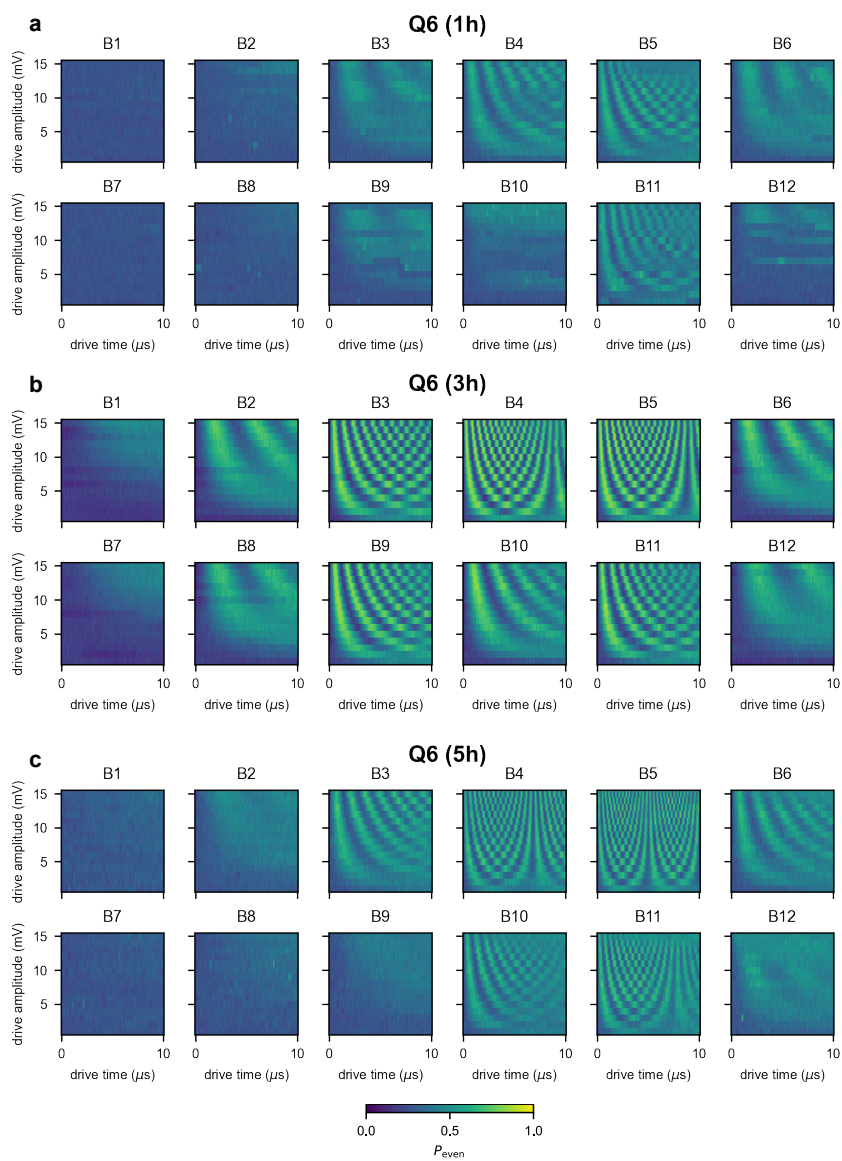 a
Q6 (1h)
B1 B2 B3 B4 B5 B6
drive amplitude (mV)
15
10
5
B7 B8 B9 B10 B11 B12
drive amplitude (mV)
15
10
5
0 10 0 10 0 10 0 10 0 10 0 10
drive time (μs) drive time (μs) drive time (μs) drive time (μs) drive time (μs) drive time (μs)
b
Q6 (3h)
B1 B2 B3 B4 B5 B6
drive amplitude (mV)
15
10
5
B7 B8 B9 B10 B11 B12
drive amplitude (mV)
15
10
5
0 10 0 10 0 10 0 10 0 10 0 10
drive time (μs) drive time (μs) drive time (μs) drive time (μs) drive time (μs) drive time (μs)
c
Q6 (5h)
B1 B2 B3 B4 B5 B6
drive amplitude (mV)
15
10
5
B7 B8 B9 B10 B11 B12
drive amplitude (mV)
15
10
5
0 10 0 10 0 10 0 10 0 10 0 10
drive time (μs) drive time (μs) drive time (μs) drive time (μs) drive time (μs) drive time (μs)
0.0 0.5 1.0
P_even